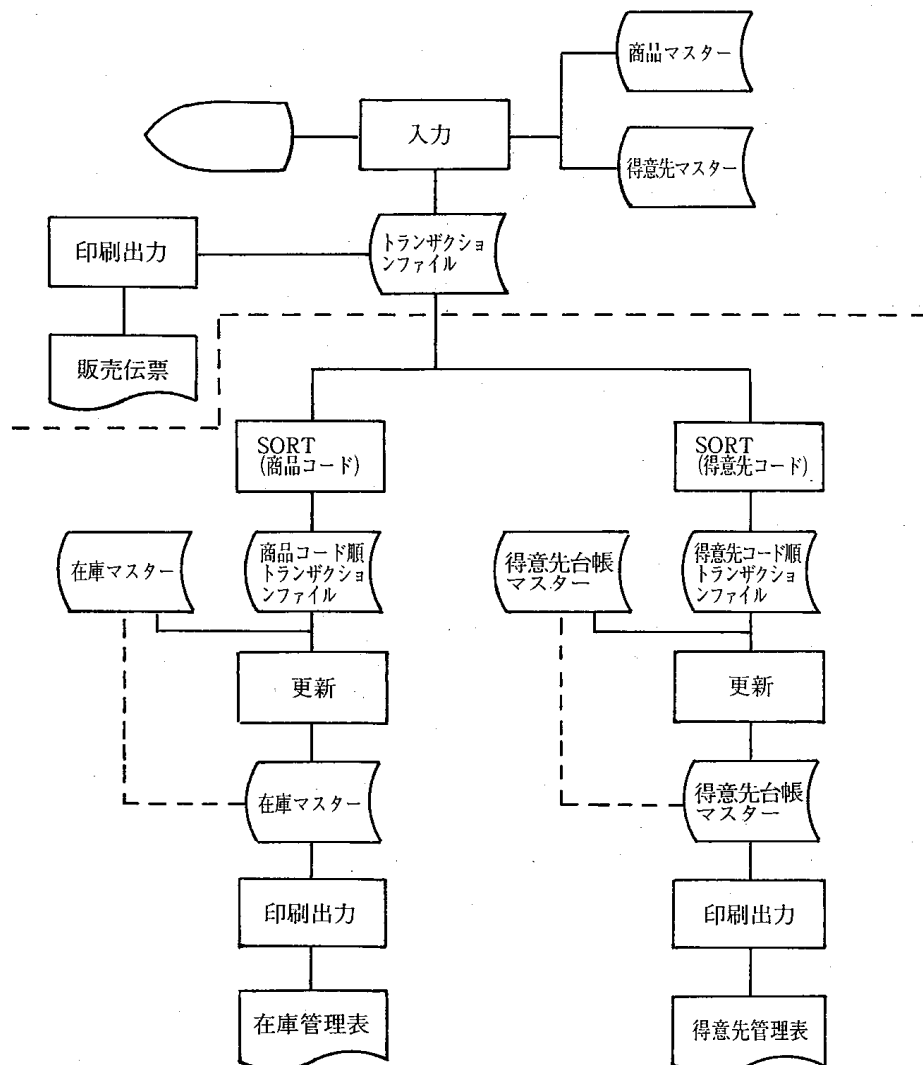 商品マスター
入力
得意先マスター
トランザクショ
ンファイル
印刷出力
販売伝票
SORT
(商品コード)
SORT
(得意先コード)
在庫マスター
商品コード順
トランザクショ
ンファイル
得意先台帳
マスター
得意先コード順
トランザクショ
ンファイル
更新
更新
在庫マスター
得意先台帳
マスター
印刷出力
印刷出力
在庫管理表
得意先管理表